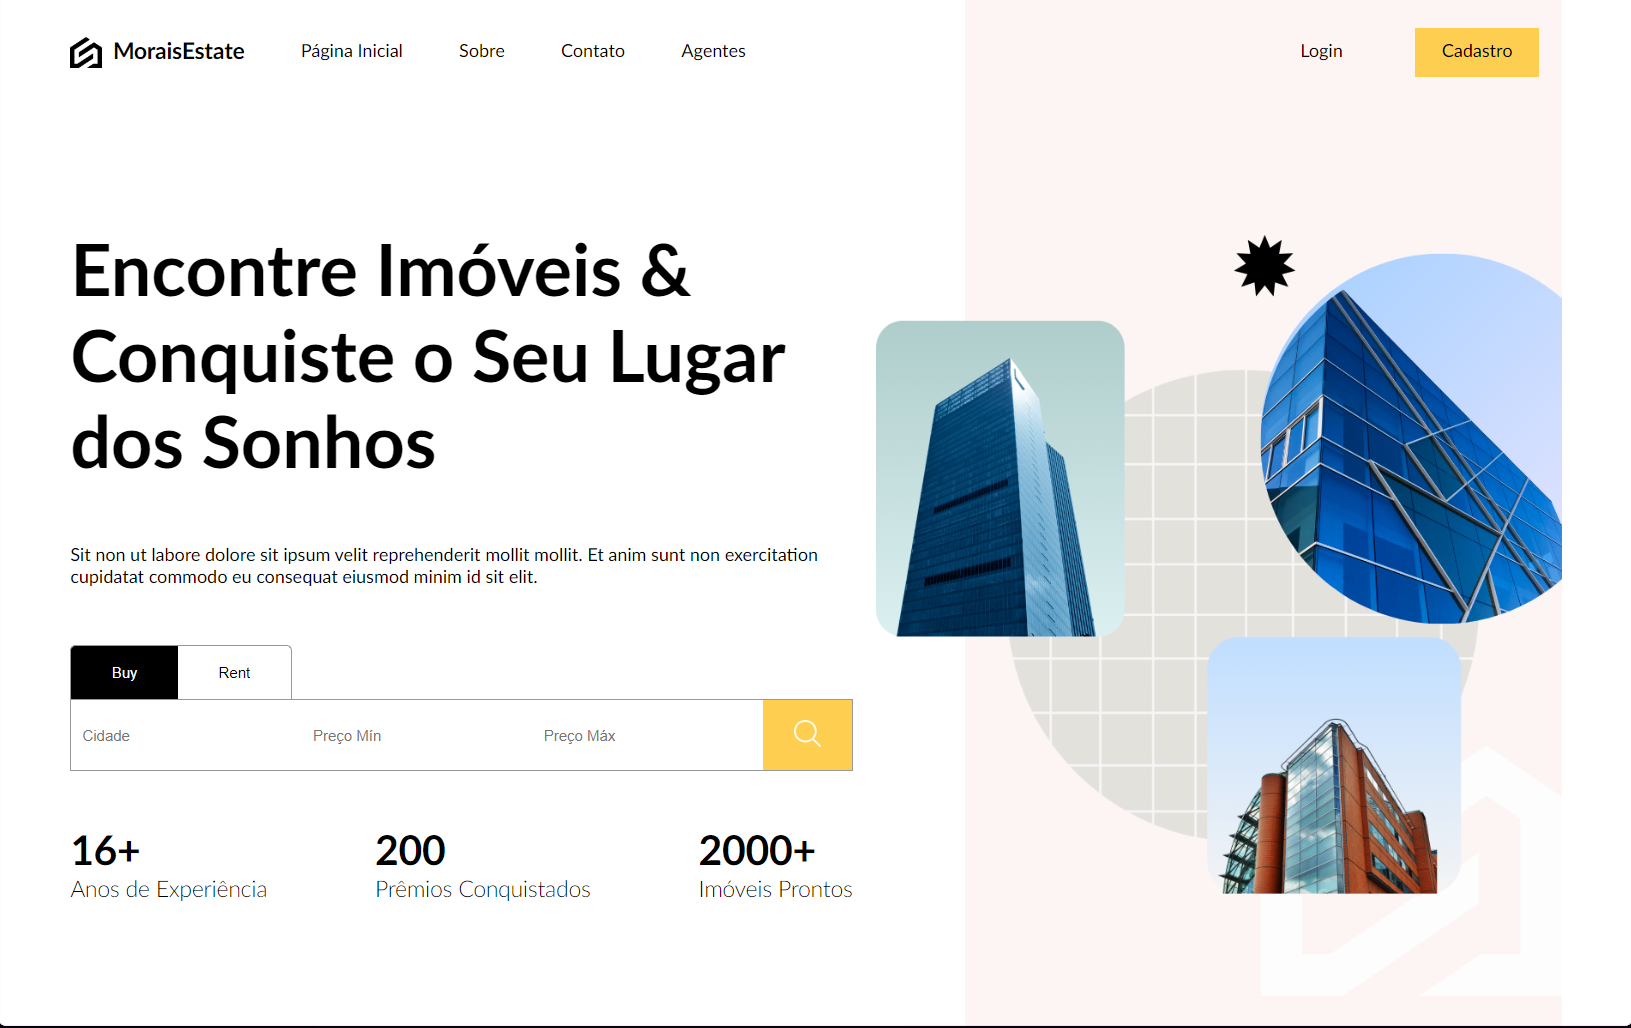 MoraisEstate
Página Inicial
Sobre
Contato
Agentes
Login
Cadastro
Encontre Imóveis &
Conquiste o Seu Lugar
dos Sonhos
Sit non ut labore dolore sit ipsum velit reprehenderit mollit mollit. Et anim sunt non exercitation
cupidatat commodo eu consequat eiusmod minim id sit elit.
Buy
Rent
Cidade
Preço Mín
Preço Máx
16+
Anos de Experiência
200
Prêmios Conquistados
2000+
Imóveis Prontos